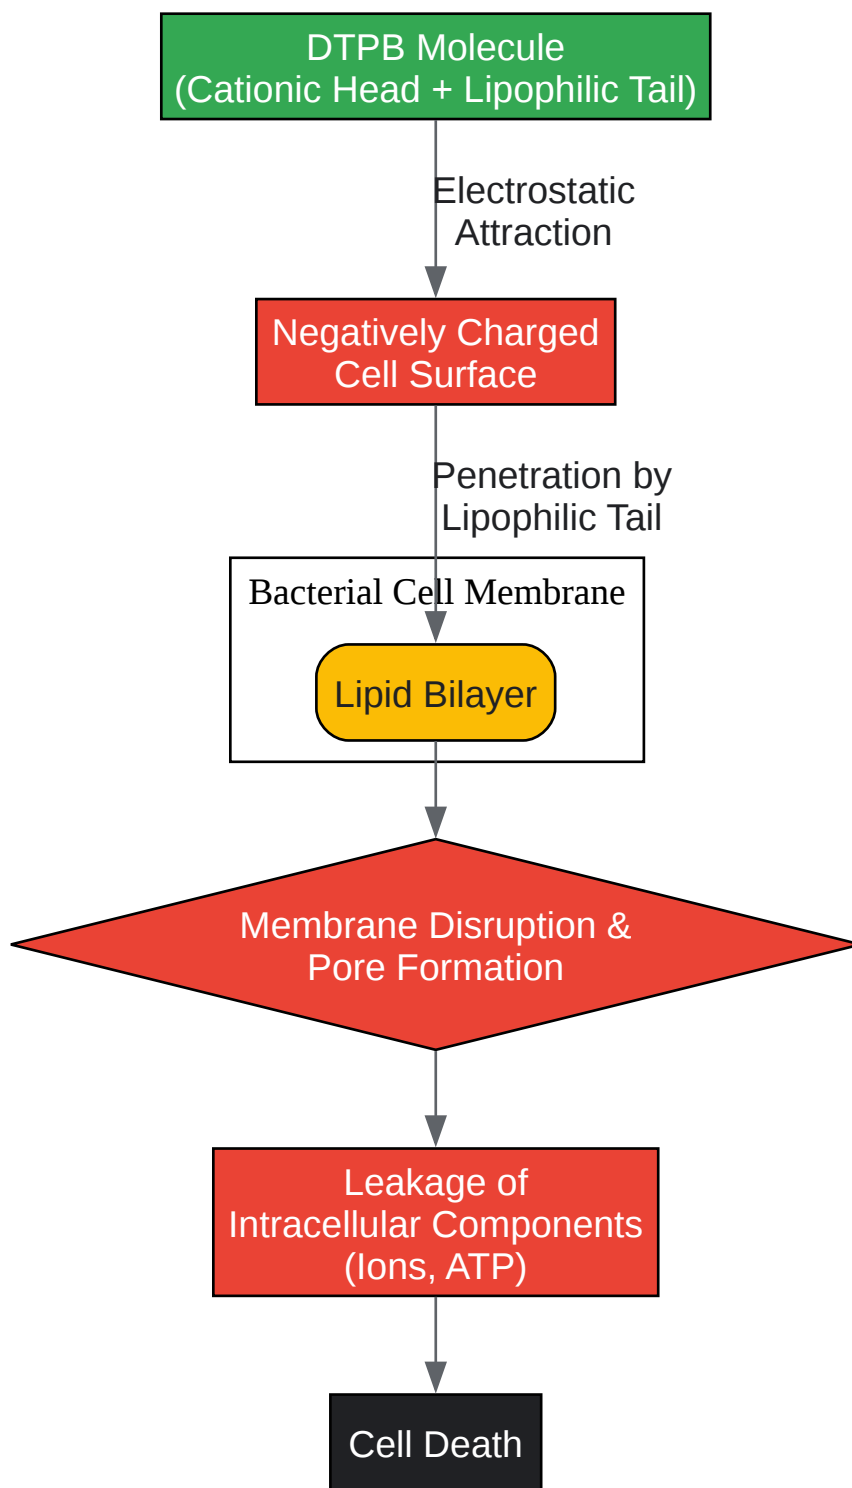 DTPB Molecule
(Cationic Head + Lipophilic Tail)
Electrostatic
Attraction
Negatively Charged
Cell Surface
Penetration by
Lipophilic Tail
Bacterial Cell Membrane
Lipid Bilayer
Membrane Disruption &
Pore Formation
Leakage of
Intracellular Components
(Ions, ATP)
Cell Death